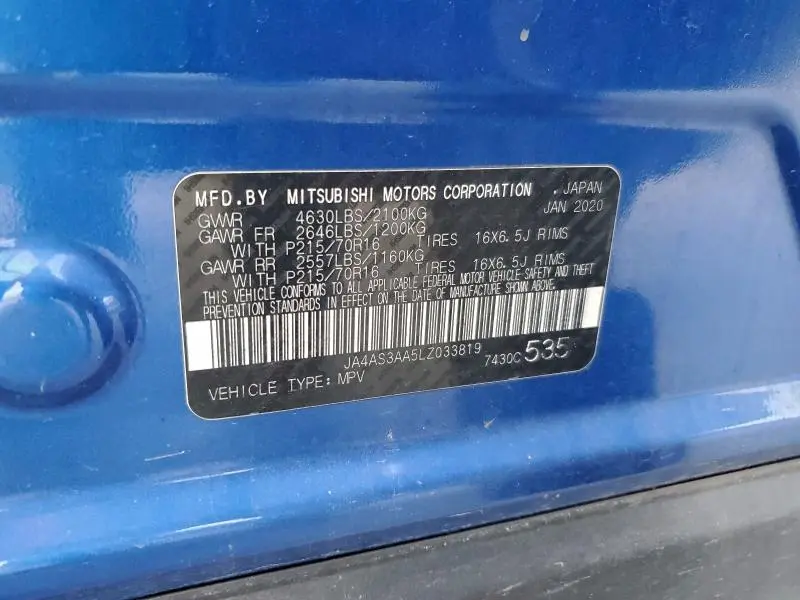 MFD.BY MITSUBISHI MOTORS CORPORATION . JAPAN
GVWR 4630LBS/2100KG JAN 2020
GAWR FR 2646LBS/1200KG
WITH P215/70R16 TIRES 16X6.5J RIMS
GAWR RR 2557LBS/1160KG
WITH P215/70R16 TIRES 16X6.5J RIMS
THIS VEHICLE CONFORMS TO ALL APPLICABLE FEDERAL MOTOR VEHICLE SAFETY AND THEFT
PREVENTION STANDARDS IN EFFECT ON THE DATE OF MANUFACTURE SHOWN ABOVE.
JA4AS3AA5LZ033819
7430C 535
VEHICLE TYPE: MPV